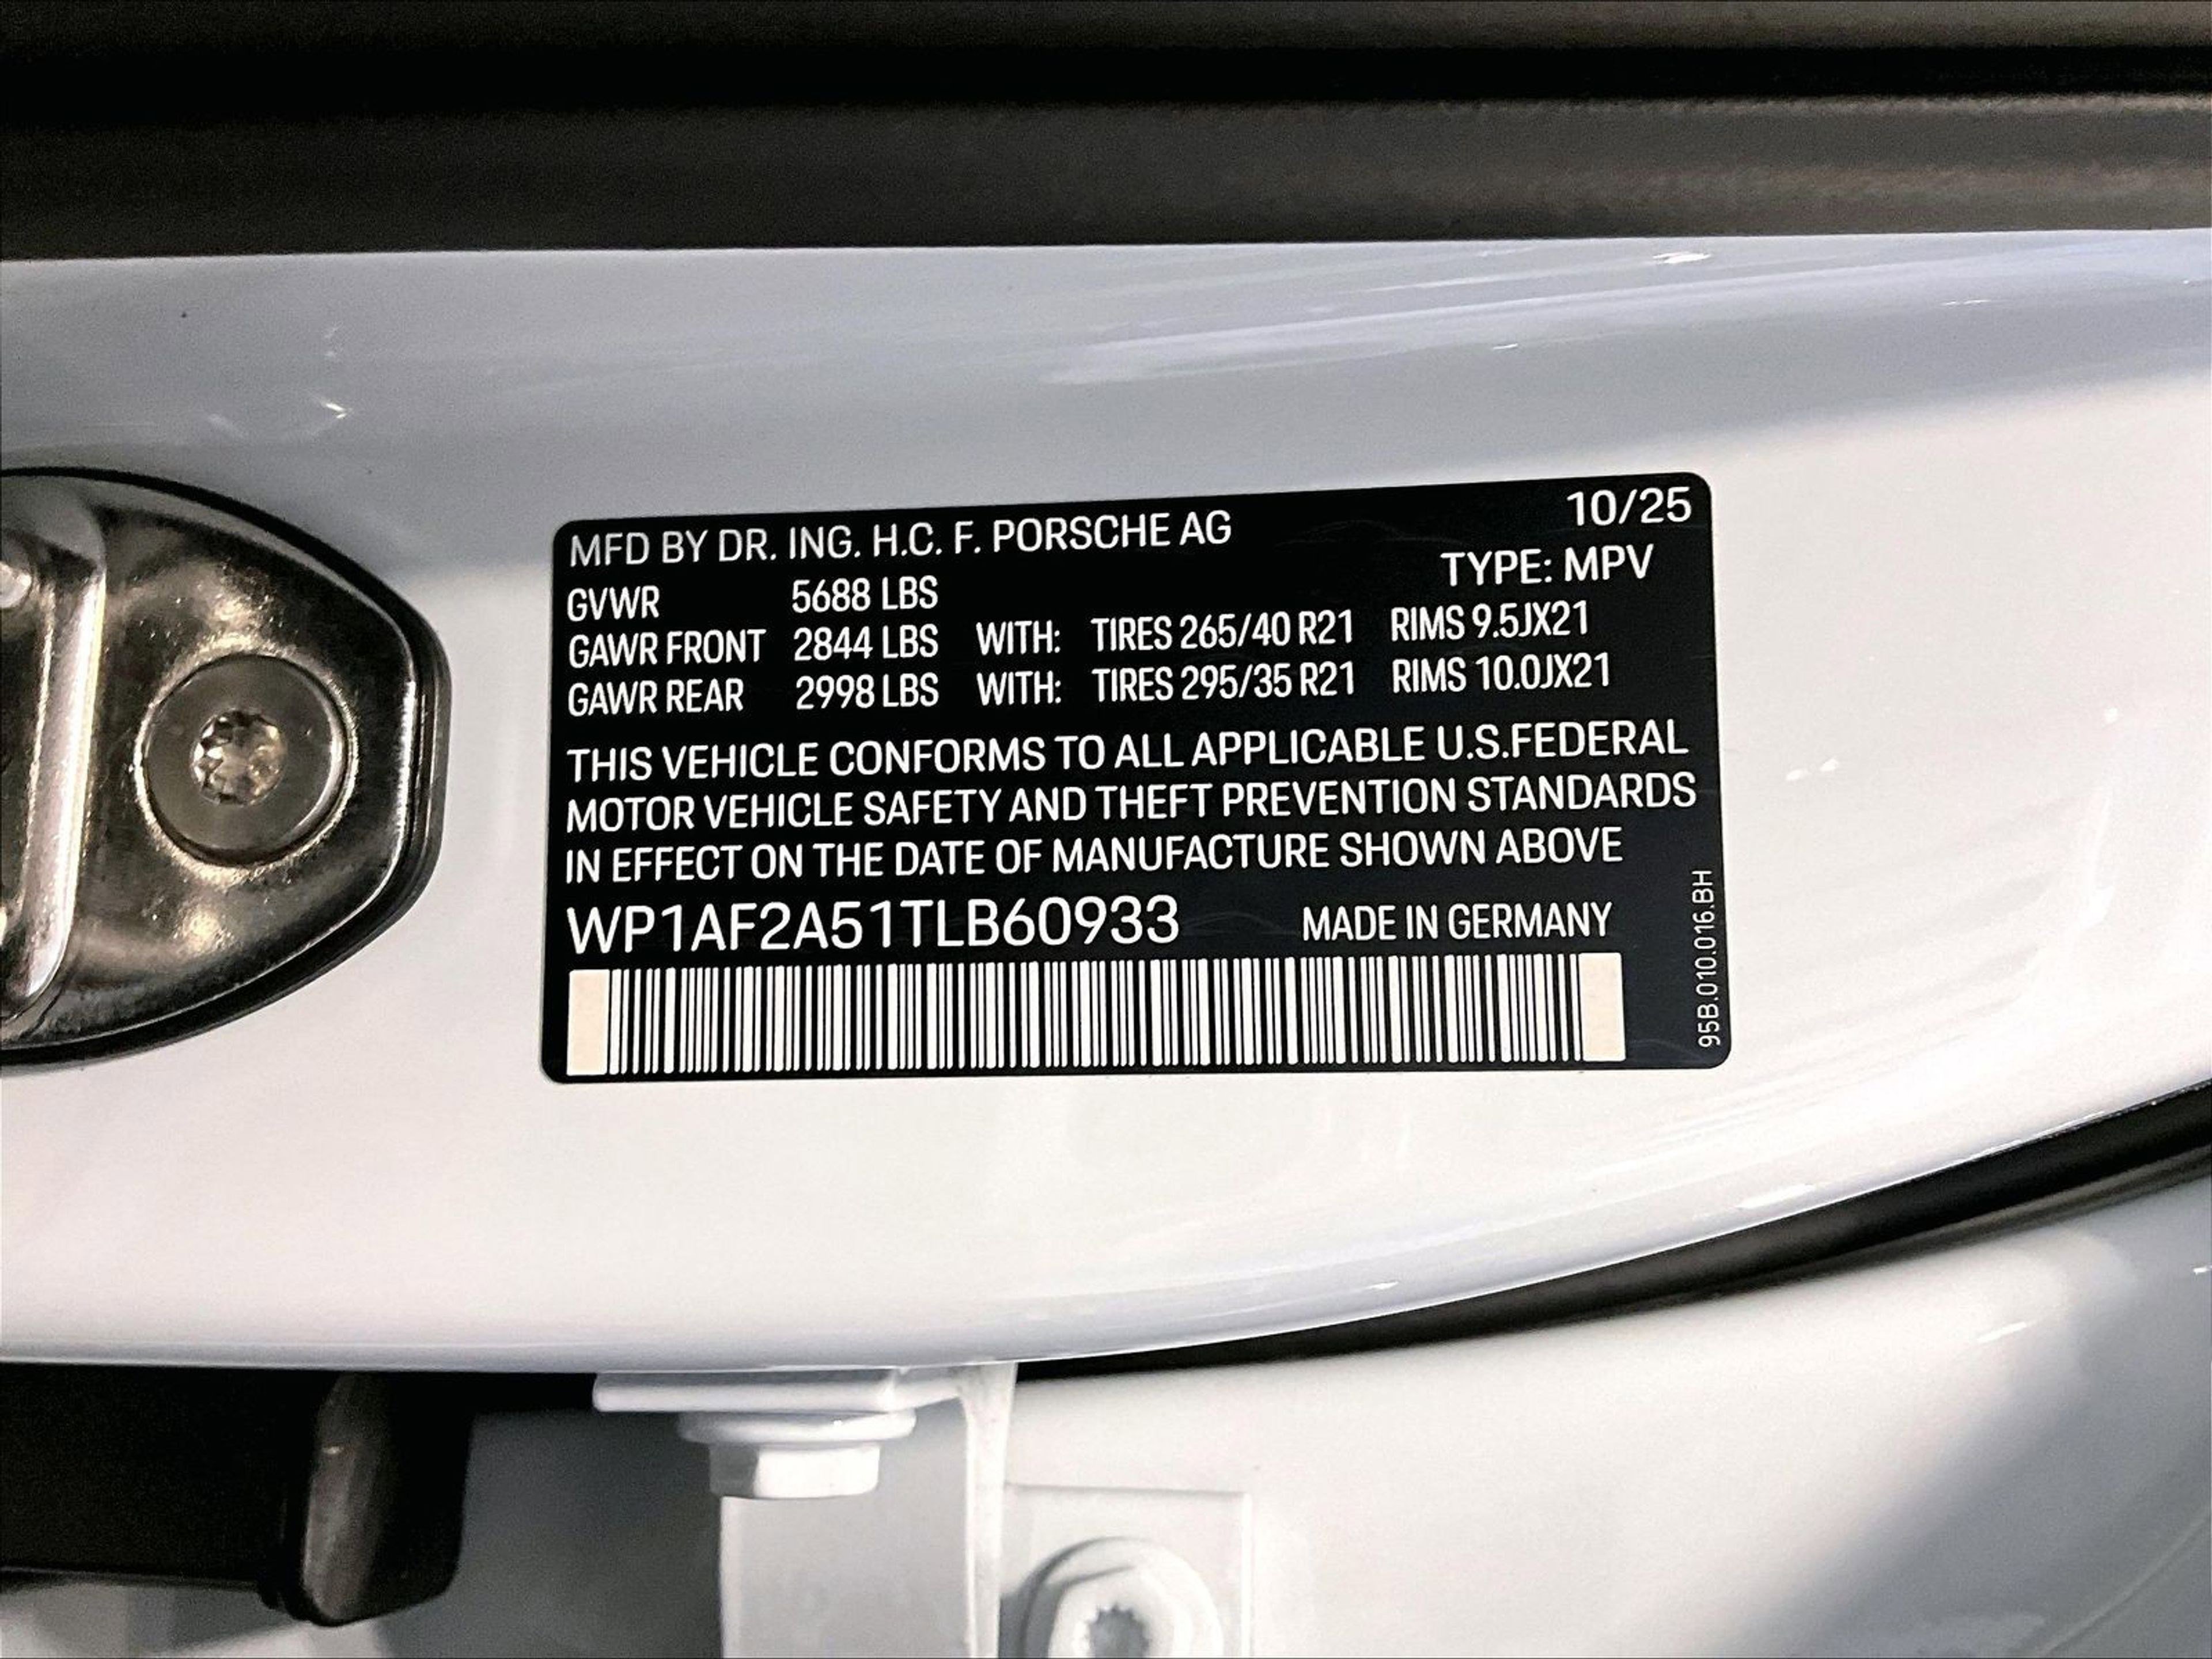 MFD BY DR. ING. H.C. F. PORSCHE AG 10/25
TYPE: MPV
GVWR 5688 LBS
GAWR FRONT 2844 LBS WITH: TIRES 265/40 R21 RIMS 9.5JX21
GAWR REAR 2998 LBS WITH: TIRES 295/35 R21 RIMS 10.0JX21
THIS VEHICLE CONFORMS TO ALL APPLICABLE U.S.FEDERAL
MOTOR VEHICLE SAFETY AND THEFT PREVENTION STANDARDS
IN EFFECT ON THE DATE OF MANUFACTURE SHOWN ABOVE
WP1AF2A51TLB60933 MADE IN GERMANY
95B.010.016.BH